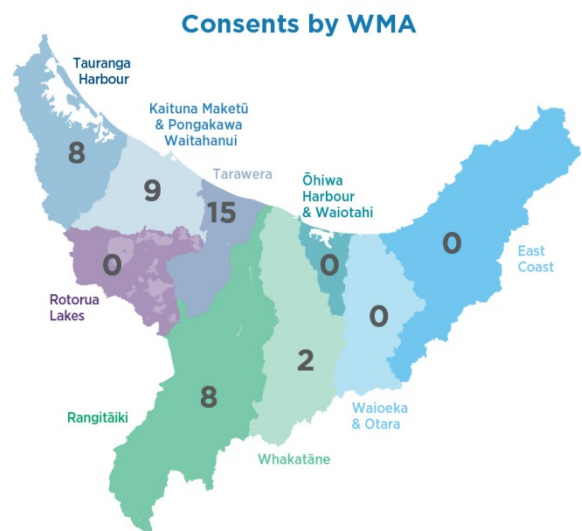 Consents by WMA
Tauranga
Harbour
8
Kaituna Maketū
& Pongakawa
Waitahanui
9
Tarawera
15
Ōhiwa
Harbour
& Waiotahi
0
0
East
Coast
0
Rotorua
Lakes
0
Waioeka
& Otara
2
Whakatāne
8
Rangitāiki